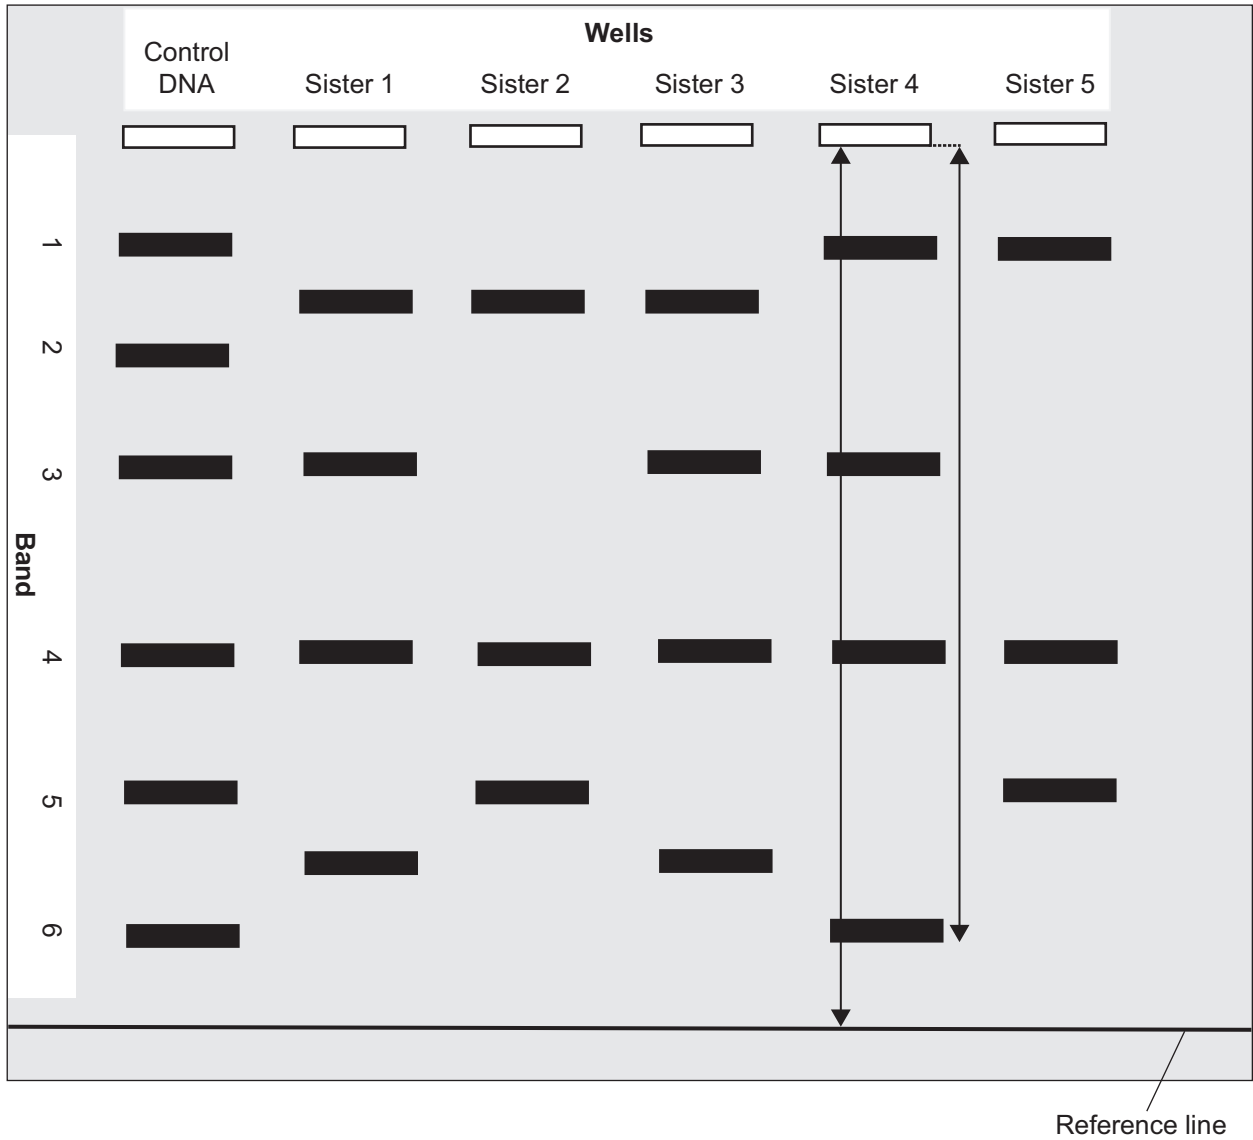 Wells
Control
DNA
Sister 1
Sister 2
Sister 3
Sister 4
Sister 5
Band
1
2
3
4
5
6
Reference line